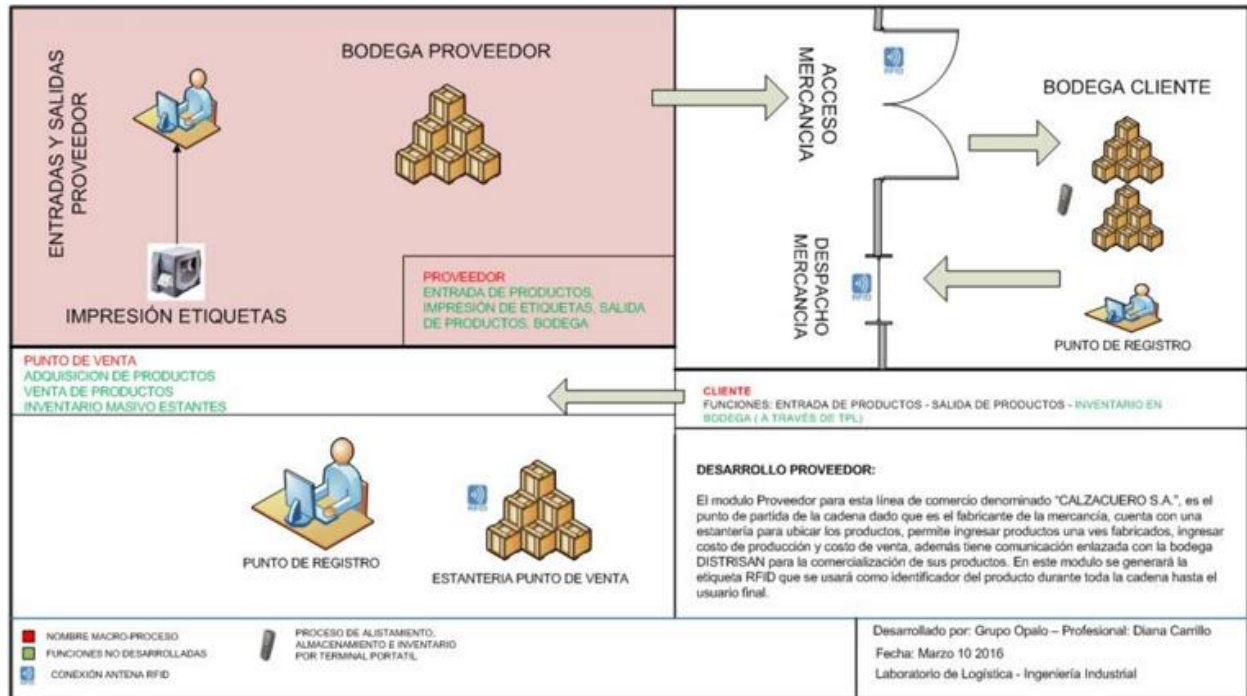 ENTRADAS Y SALIDAS
PROVEEDOR
BODEGA PROVEEDOR
IMPRESIÓN ETIQUETAS
PROVEEDOR
ENTRADA DE PRODUCTOS,
IMPRESIÓN DE ETIQUETAS, SALIDA
DE PRODUCTOS, BODEGA
ACCESO
MERCANCIA
RFID
BODEGA CLIENTE
DESPACHO
MERCANCIA
RFID
PUNTO DE REGISTRO
PUNTO DE VENTA
ADQUISICION DE PRODUCTOS
VENTA DE PRODUCTOS
INVENTARIO MASIVO ESTANTES
CLIENTE
FUNCIONES: ENTRADA DE PRODUCTOS - SALIDA DE PRODUCTOS - INVENTARIO EN
BODEGA ( A TRAVÉS DE TPL)
PUNTO DE REGISTRO
RFID
ESTANTERIA PUNTO DE VENTA
DESARROLLO PROVEEDOR:
El modulo Proveedor para esta línea de comercio denominado "CALZACUERO S.A.", es el
punto de partida de la cadena dado que es el fabricante de la mercancía, cuenta con una
estantería para ubicar los productos, permite ingresar productos una ves fabricados, ingresar
costo de producción y costo de venta, además tiene comunicación enlazada con la bodega
DISTRISAN para la comercialización de sus productos. En este modulo se generará la
etiqueta RFID que se usará como identificador del producto durante toda la cadena hasta el
usuario final.
NOMBRE MACRO-PROCESO
FUNCIONES NO DESARROLLADAS
RFID
CONEXIÓN ANTENA RFID
PROCESO DE ALISTAMIENTO,
ALMACENAMIENTO E INVENTARIO
POR TERMINAL PORTATIL
Desarrollado por: Grupo Opalo – Profesional: Diana Carrillo
Fecha: Marzo 10 2016
Laboratorio de Logística - Ingeniería Industrial